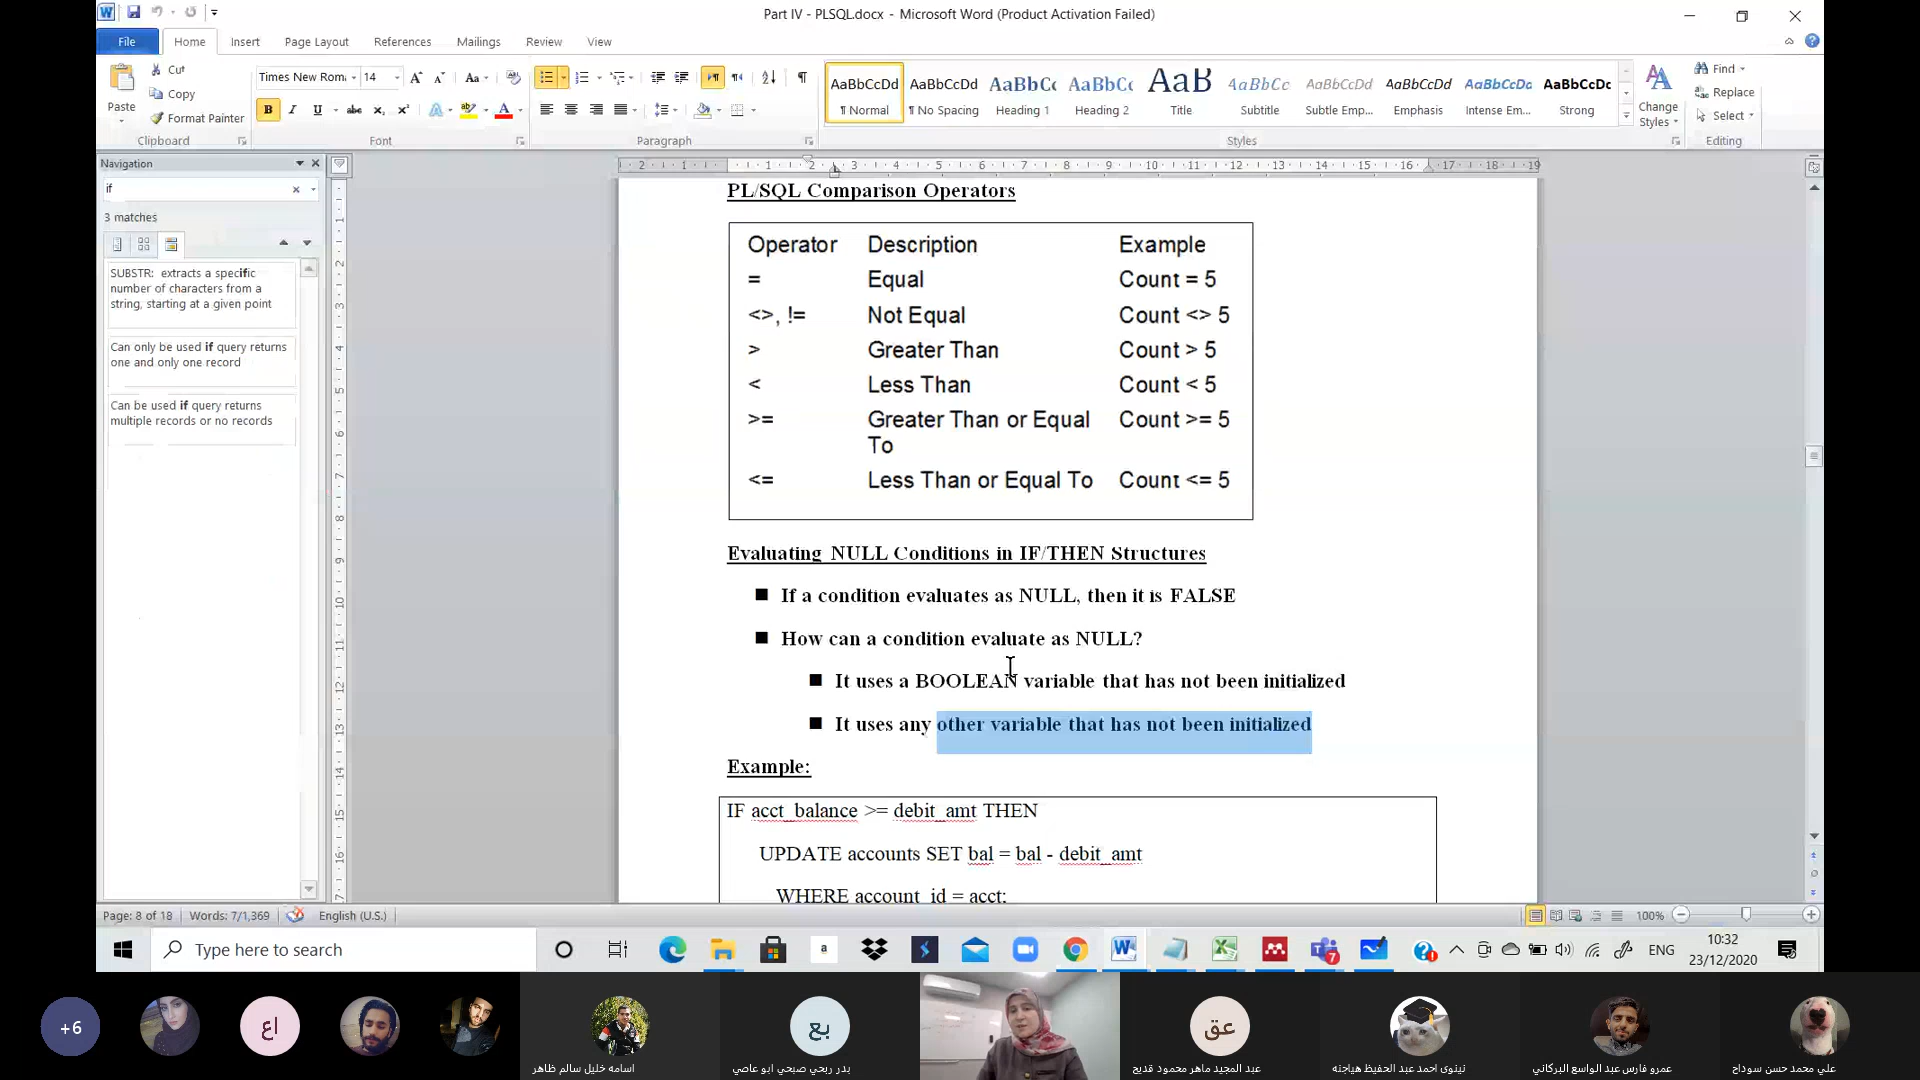 Part IV - PLSQL.docx - Microsoft Word (Product Activation Failed)
File Home Insert Page Layout References Mailings Review View
Paste
Cut
Copy
Format Painter
Clipboard
Times New Rom 14
Font
Paragraph
AaBbCcDd AaBbCcDd AaBbCc AaBbCc AaB AaBbCc AaBbCcDd AaBbCcDd AaBbCcDd AaBbCcDc
¶ Normal ¶ No Spacing Heading 1 Heading 2 Title Subtitle Subtle Emp... Emphasis Intense Em... Strong
Styles
Change Styles
Find
Replace
Select
Editing
Navigation
if
3 matches
SUBSTR: extracts a specific
number of characters from a
string, starting at a given point
Can only be used if query returns
one and only one record
Can be used if query returns
multiple records or no records
PL/SQL Comparison Operators
Operator Description Example
= Equal Count = 5
<>, != Not Equal Count <> 5
> Greater Than Count > 5
< Less Than Count < 5
>= Greater Than or Equal Count >= 5
To
<= Less Than or Equal To Count <= 5
Evaluating NULL Conditions in IF/THEN Structures
If a condition evaluates as NULL, then it is FALSE
How can a condition evaluate as NULL?
It uses a BOOLEAN variable that has not been initialized
It uses any other variable that has not been initialized
Example:
IF acct_balance >= debit_amt THEN
UPDATE accounts SET bal = bal - debit_amt
WHERE account_id = acct;
Page: 8 of 18 Words: 7/1,369 English (U.S.) 100%
Type here to search
ENG
10:32
23/12/2020
+6
اع
بع
عق
اسامه خليل سالم ظاهر
بدر ربحي صبحي ابو عاصي
عبد المجيد ماهر محمود قديح
نينوى احمد عبد الحفيظ هياجنه
عمرو فارس عبد الواسع البركاني
علي محمد حسن سوداح